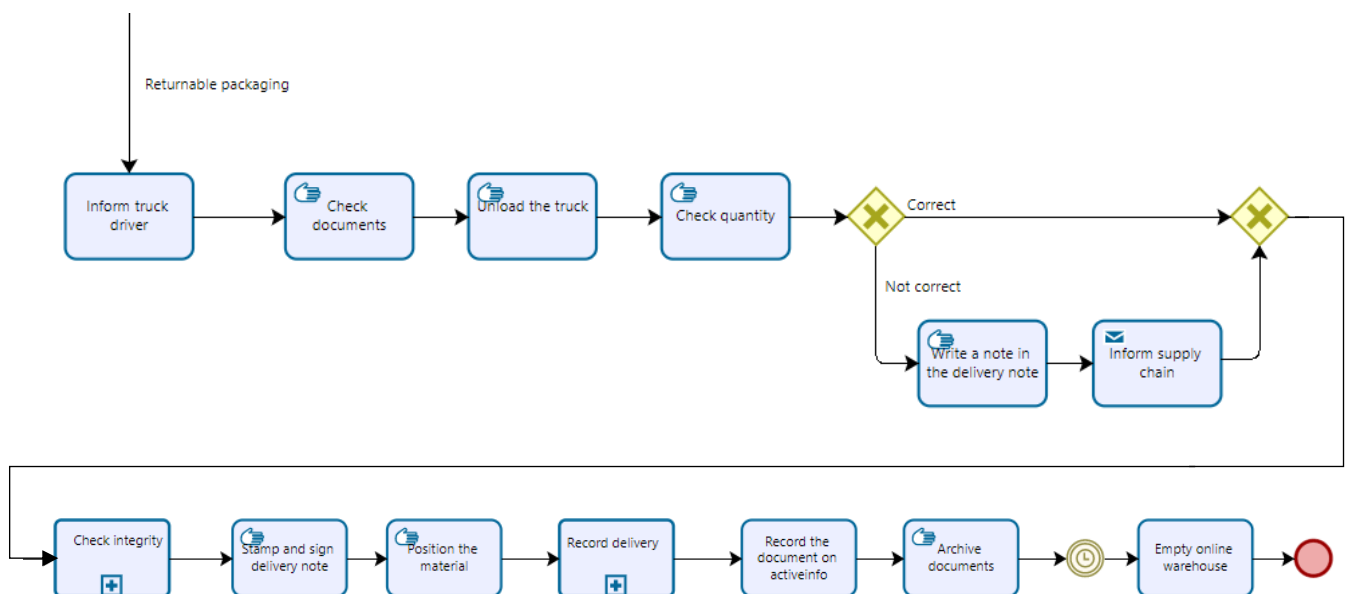 Returnable packaging
Inform truck
driver
Check
documents
Unload the truck
Check quantity
Correct
Not correct
Write a note in
the delivery note
Inform supply
chain
Check integrity
Stamp and sign
delivery note
Position the
material
Record delivery
Record the
document on
activeinfo
Archive
documents
Empty online
warehouse